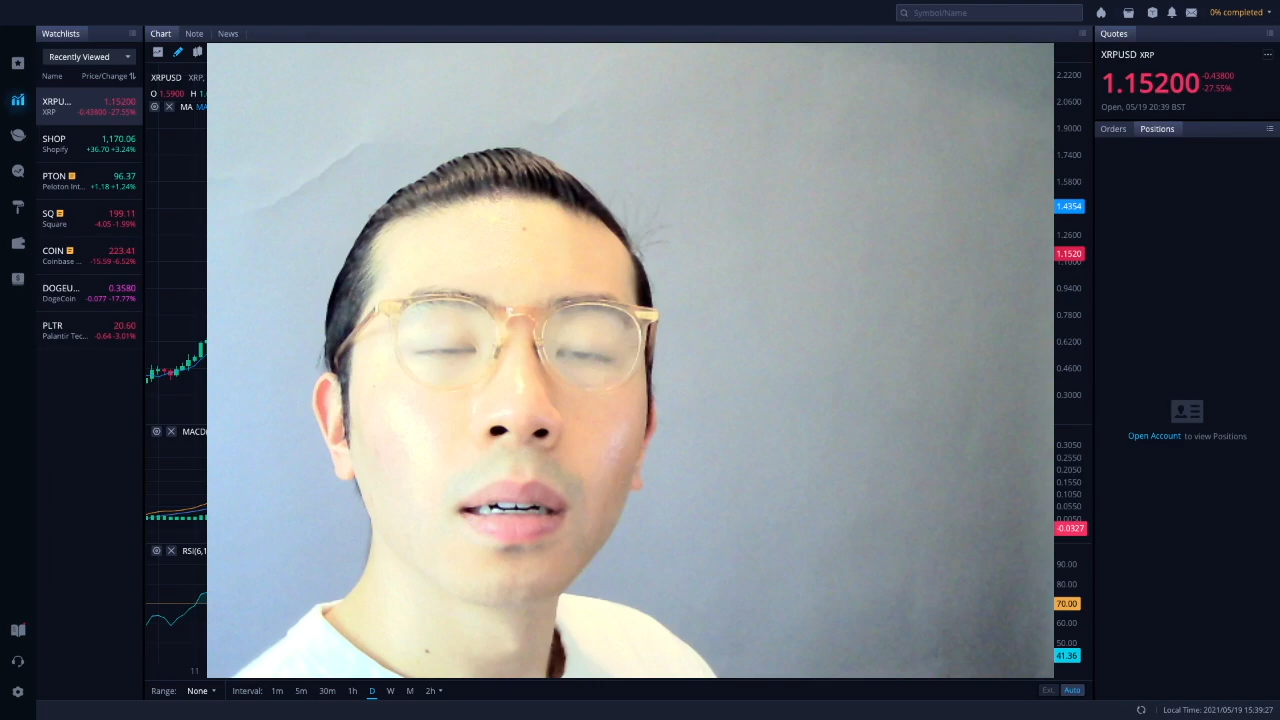 Symbol/Name
0% completed
Watchlists
Chart Note News
Quotes
Recently Viewed
Name Price/Change
XRPU... 1.15200
XRP -0.43800 -27.55%
SHOP 1,170.06
Shopify +36.70 +3.24%
PTON 96.37
Peloton Int... +1.18 +1.24%
SQ 199.11
Square -4.05 -1.99%
COIN 223.41
Coinbase ... -15.59 -6.52%
DOGEU... 0.3580
DogeCoin -0.077 -17.77%
PLTR 20.60
Palantir Tec... -0.64 -3.01%
XRPUSD XRP,
O 1.5900 H 1.
MA MA
MACD(
RSI(6,1
11
2.2200
2.0600
1.9000
1.7400
1.5800
1.4354
1.2600
1.1520
0.9400
0.7800
0.6200
0.4600
0.3000
0.3050
0.2550
0.2050
0.1550
0.1050
0.0550
0.0050
-0.0327
90.00
80.00
70.00
60.00
50.00
41.36
XRPUSD XRP
1.15200 -0.43800
-27.55%
Open, 05/19 20:39 BST
Orders Positions
Open Account to view Positions
Range: None Interval: 1m 5m 30m 1h D W M 2h
Ext. Auto
Local Time: 2021/05/19 15:39:27